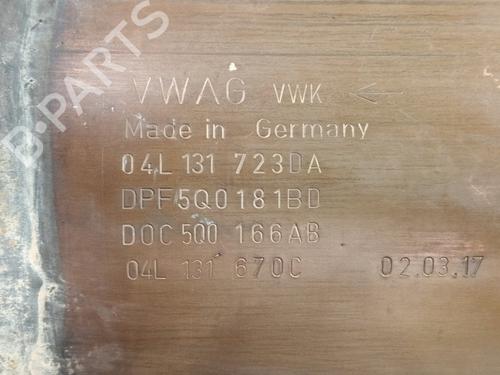 B-PARTS
VWAG VWK ←
Made in Germany
04L 131 723DA
DPF5Q0181BD
DOC5Q0 166AB
04L 131 670C 02.03.17